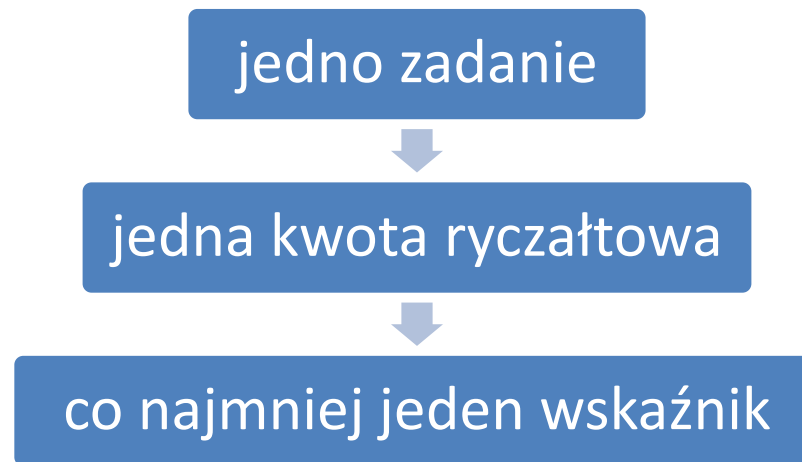 jedno zadanie
jedna kwota ryczałtowa
co najmniej jeden wskaźnik